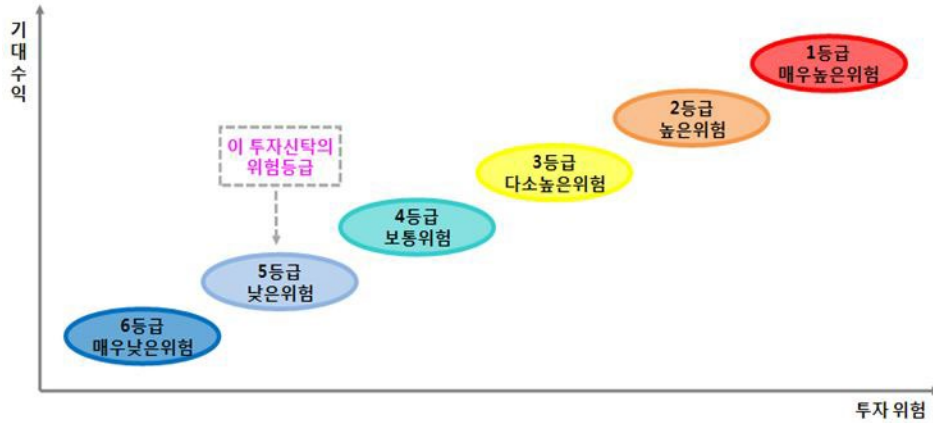 기대수익
1등급
매우높은위험
2등급
높은위험
이 투자신탁의
위험등급
3등급
다소높은위험
4등급
보통위험
5등급
낮은위험
6등급
매우낮은위험
투자 위험